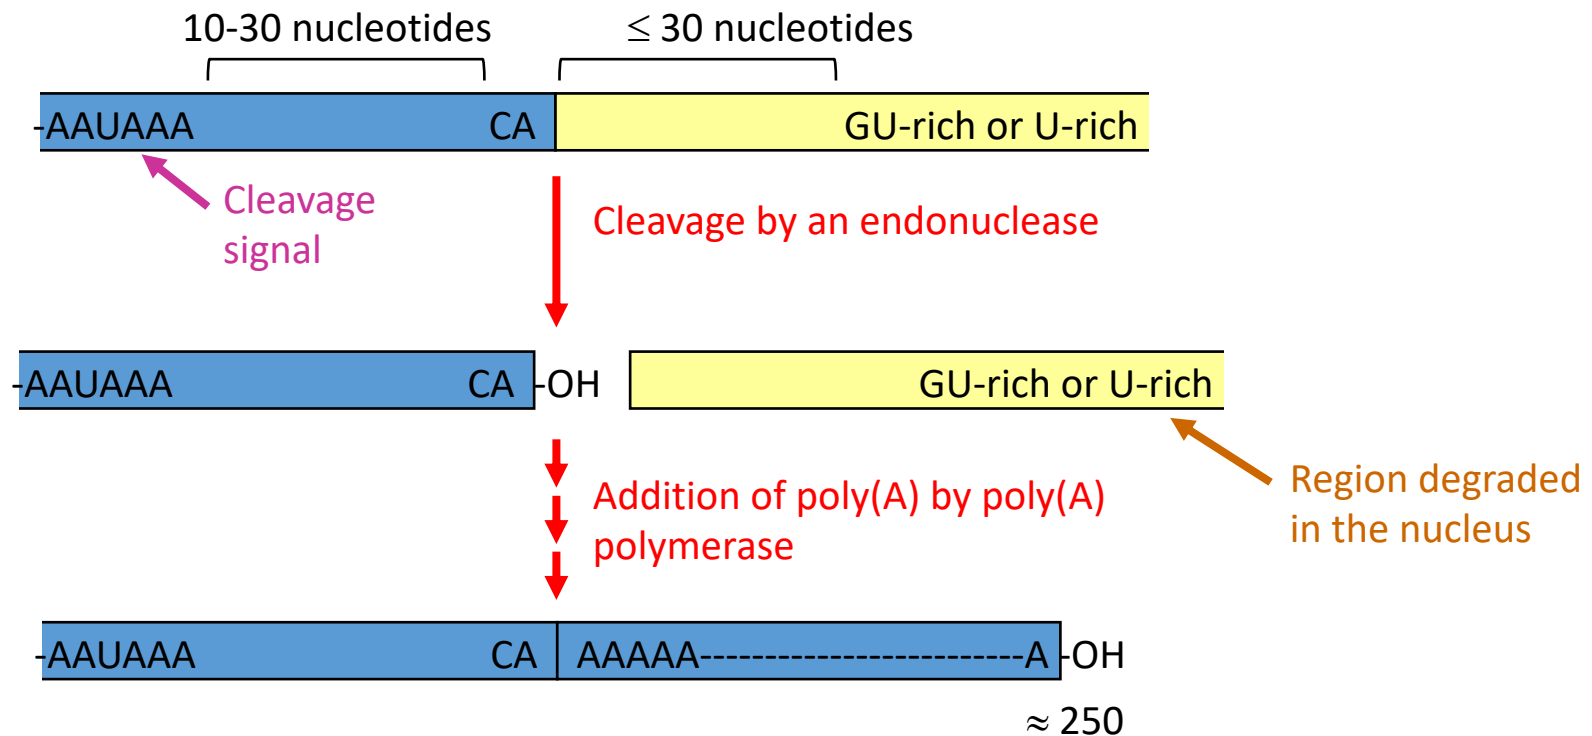 10-30 nucleotides ≤ 30 nucleotides
-AAUAAA CA GU-rich or U-rich
Cleavage
signal
Cleavage by an endonuclease
-AAUAAA CA -OH GU-rich or U-rich
Addition of poly(A) by poly(A)
polymerase
Region degraded
in the nucleus
-AAUAAA CA AAAAA-------------------------A -OH
≈ 250